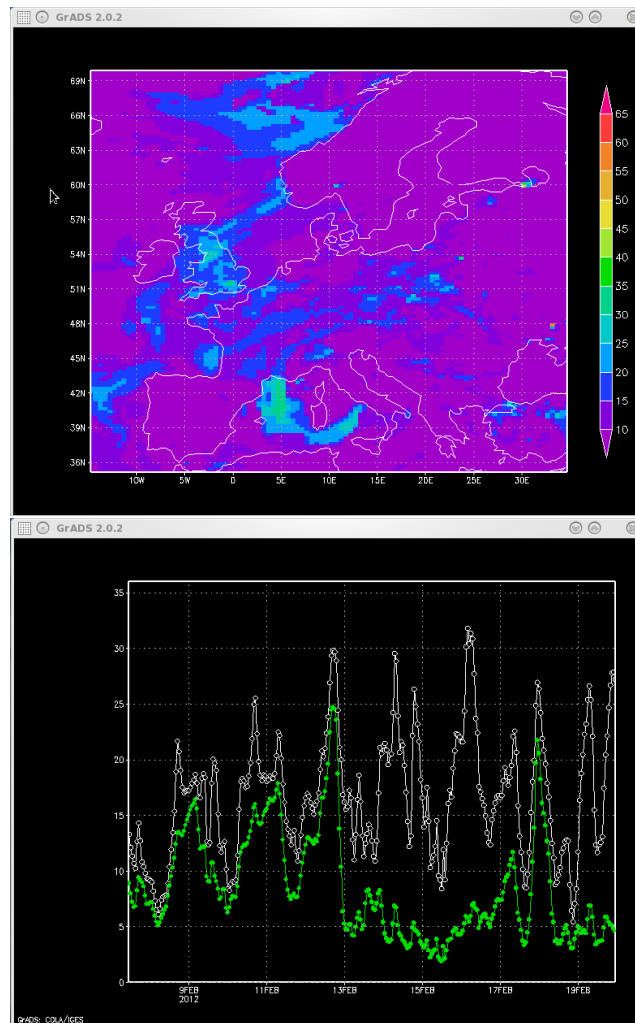 GrADS 2.0.2
69N
66N
63N
60N
57N
54N
51N
48N
45N
42N
39N
36N
10W 5W 0 5E 10E 15E 20E 25E 30E
65
60
55
50
45
40
35
30
25
20
15
10
GrADS 2.0.2
35
30
25
20
15
10
5
0
9FEB 11FEB 13FEB 15FEB 17FEB 19FEB
2012
GrADS: COLA/IGES